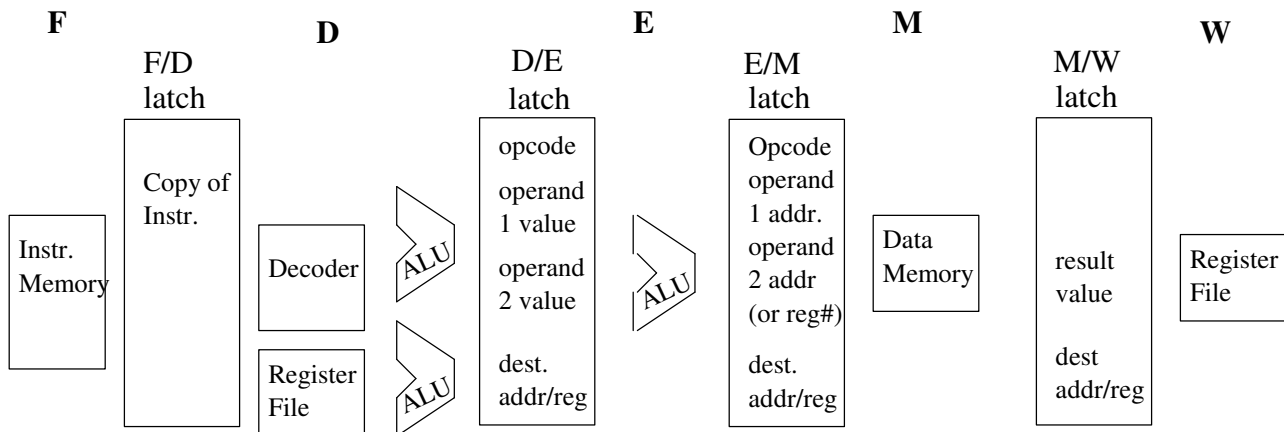 F
D
E
M
W
F/D
latch
D/E
latch
E/M
latch
M/W
latch
Instr.
Memory
Copy of
Instr.
Decoder
Register
File
ALU
ALU
opcode
operand
1 value
operand
2 value
dest.
addr/reg
ALU
Opcode
operand
1 addr.
operand
2 addr
(or reg#)
dest.
addr/reg
Data
Memory
result
value
dest
addr/reg
Register
File